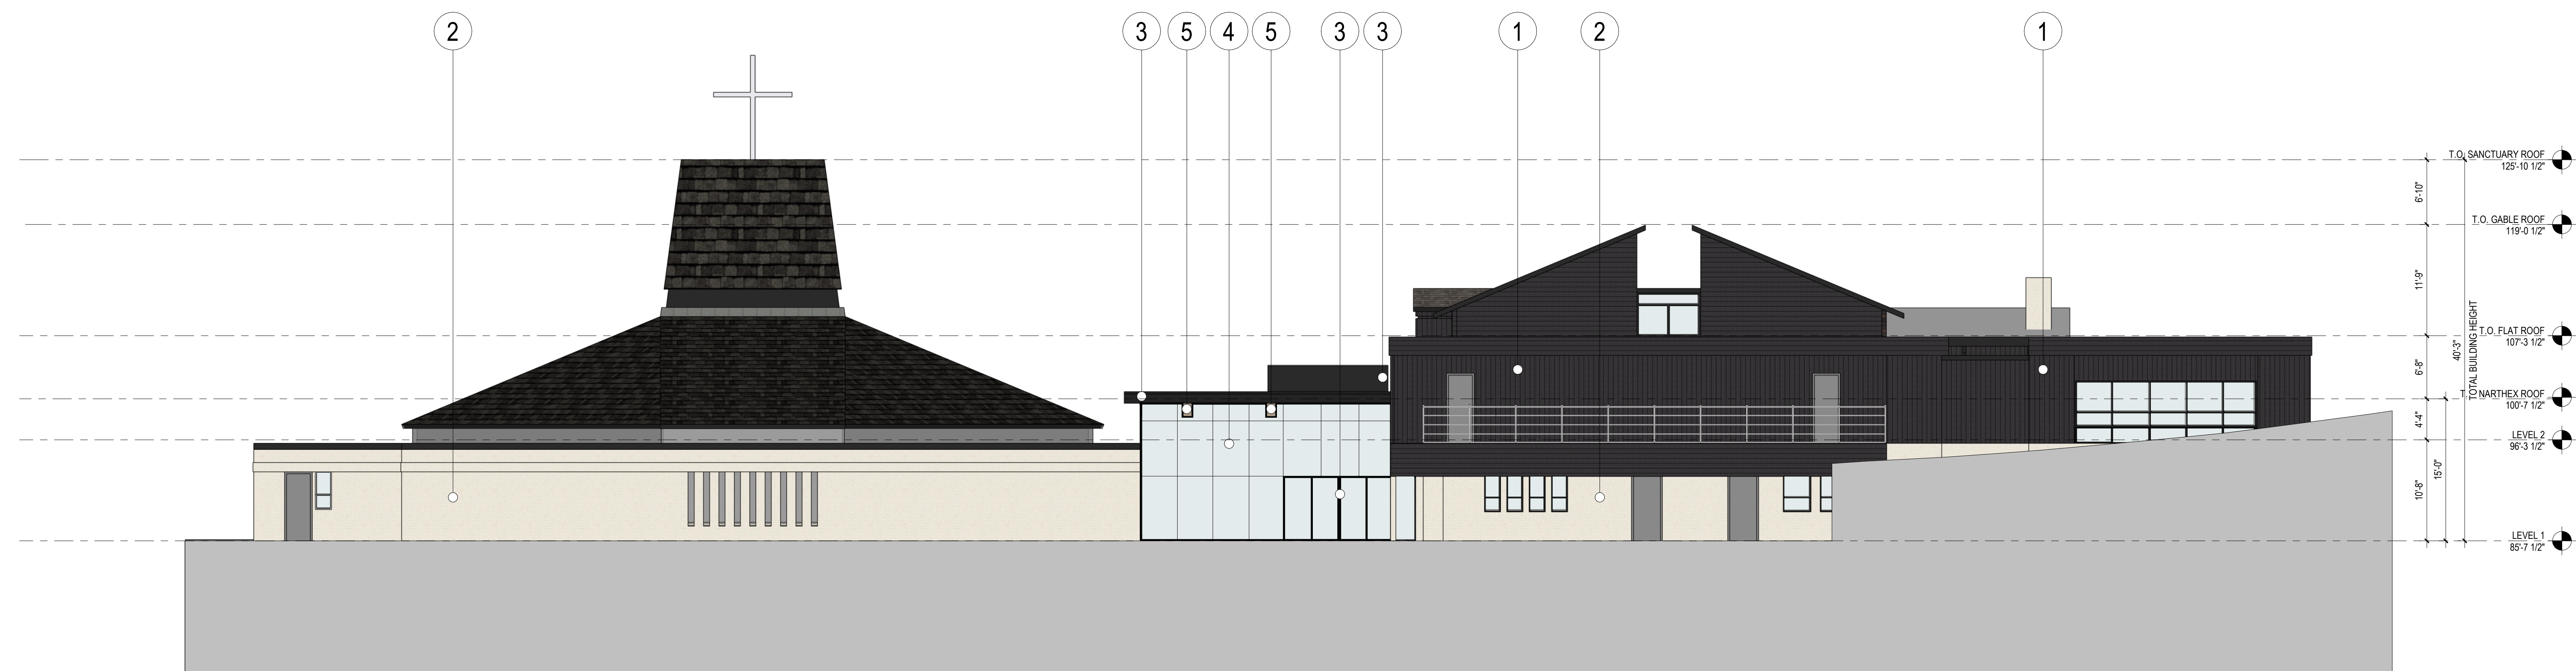 2 3 5 4 5 3 3 1 2 1
T.O. SANCTUARY ROOF
125'-10 1/2"
6'-10"
T.O. GABLE ROOF
119'-0 1/2"
11'-9"
T.O. FLAT ROOF
107'-3 1/2"
6'-8"
40'-3"
TOTAL BUILDING HEIGHT
NARTHEX ROOF
100'-7 1/2"
4'-4"
LEVEL 2
96'-3 1/2"
15'-0"
10'-8"
LEVEL 1
85'-7 1/2"